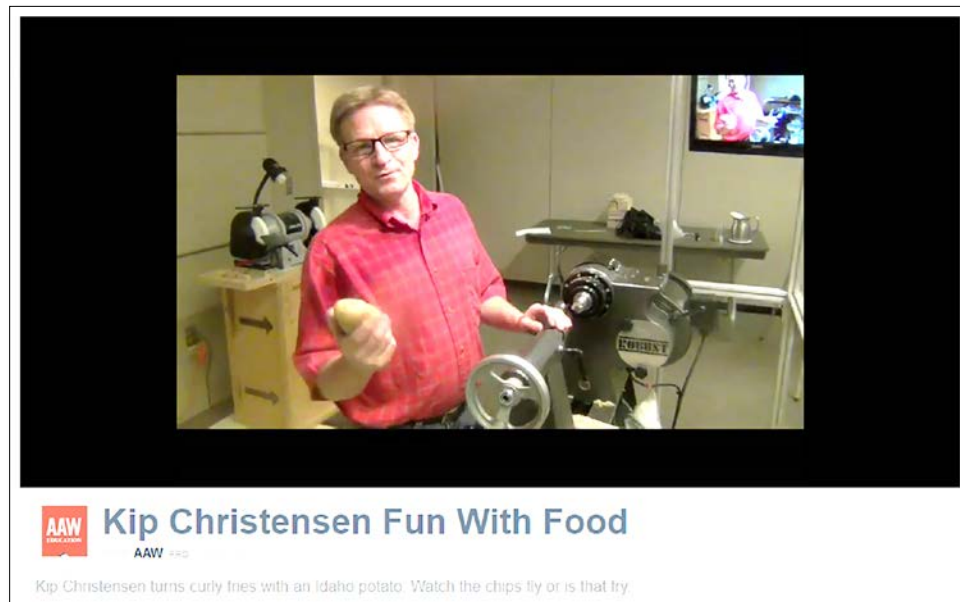 ROBUST
AAW
EDUCATION
Kip Christensen Fun With Food
AAW PRO
Kip Christensen turns curly fries with an Idaho potato. Watch the chips fly or is that fry.